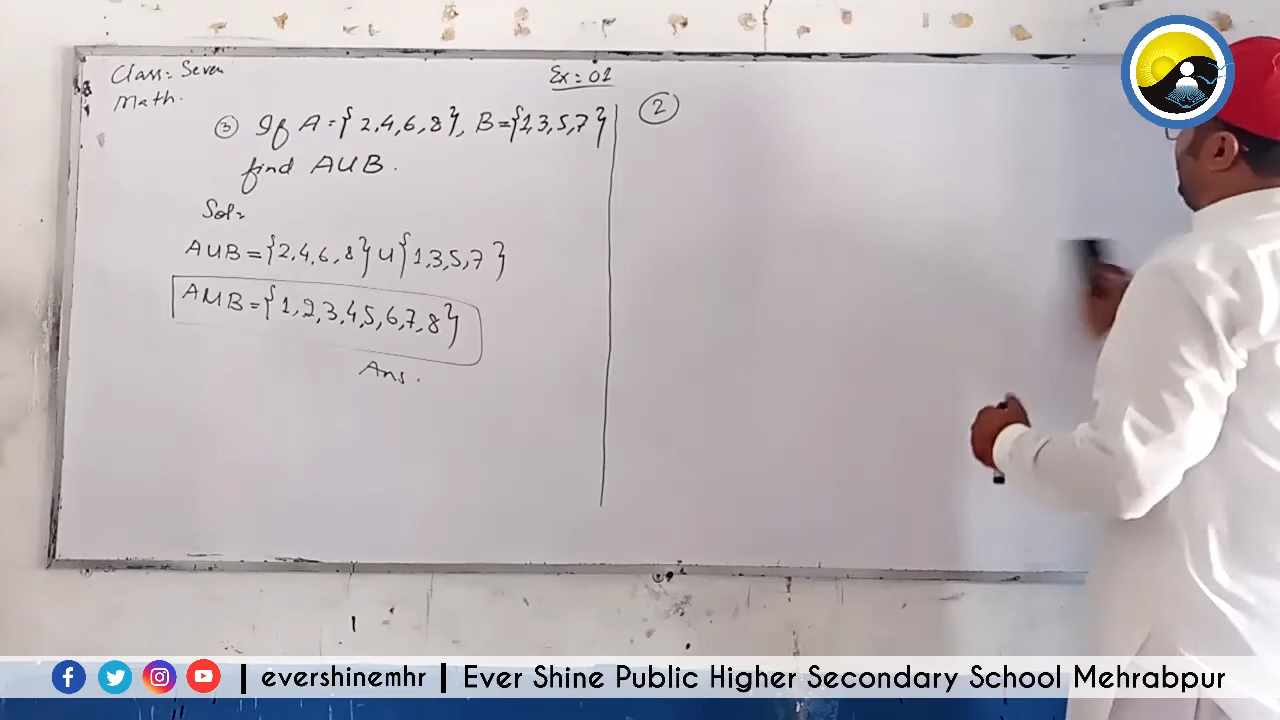 Class: Seven
Math.
Ex: 01
③ If A = {2,4,6,8}, B = {1,3,5,7}
find AUB.
Sol:
AUB = {2,4,6,8} U {1,3,5,7}
AUB = {1,2,3,4,5,6,7,8}
Ans.
②
| evershinemhr | Ever Shine Public Higher Secondary School Mehrabpur